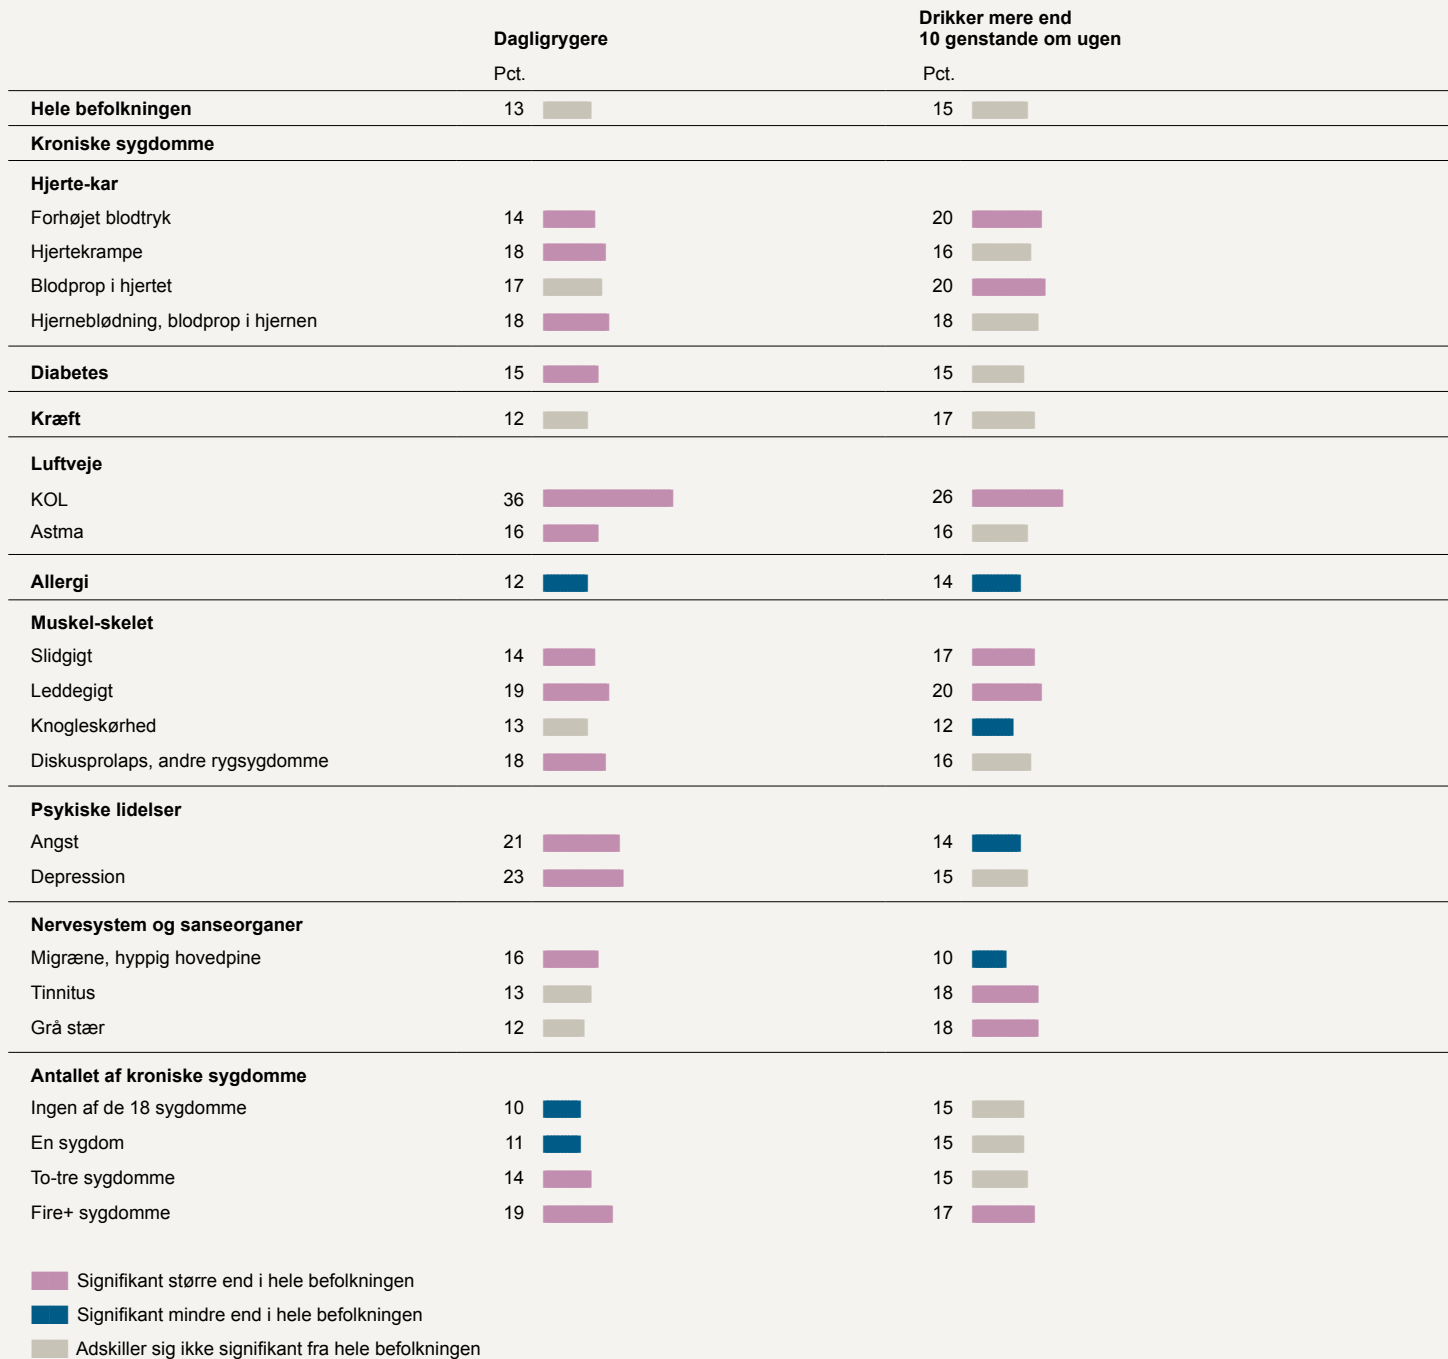 Dagligrygere
Drikker mere end
10 genstande om ugen
Pct.
Pct.
Hele befolkningen 13 15
Kroniske sygdomme
Hjerte-kar
Forhøjet blodtryk 14 20
Hjertekrampe 18 16
Blodprop i hjertet 17 20
Hjerneblødning, blodprop i hjernen 18 18
Diabetes 15 15
Kræft 12 17
Luftveje
KOL 36 26
Astma 16 16
Allergi 12 14
Muskel-skelet
Slidgigt 14 17
Leddegigt 19 20
Knogleskørhed 13 12
Diskusprolaps, andre rygsygdomme 18 16
Psykiske lidelser
Angst 21 14
Depression 23 15
Nervesystem og sanseorganer
Migræne, hyppig hovedpine 16 10
Tinnitus 13 18
Grå stær 12 18
Antallet af kroniske sygdomme
Ingen af de 18 sygdomme 10 15
En sygdom 11 15
To-tre sygdomme 14 15
Fire+ sygdomme 19 17
Signifikant større end i hele befolkningen
Signifikant mindre end i hele befolkningen
Adskiller sig ikke signifikant fra hele befolkningen